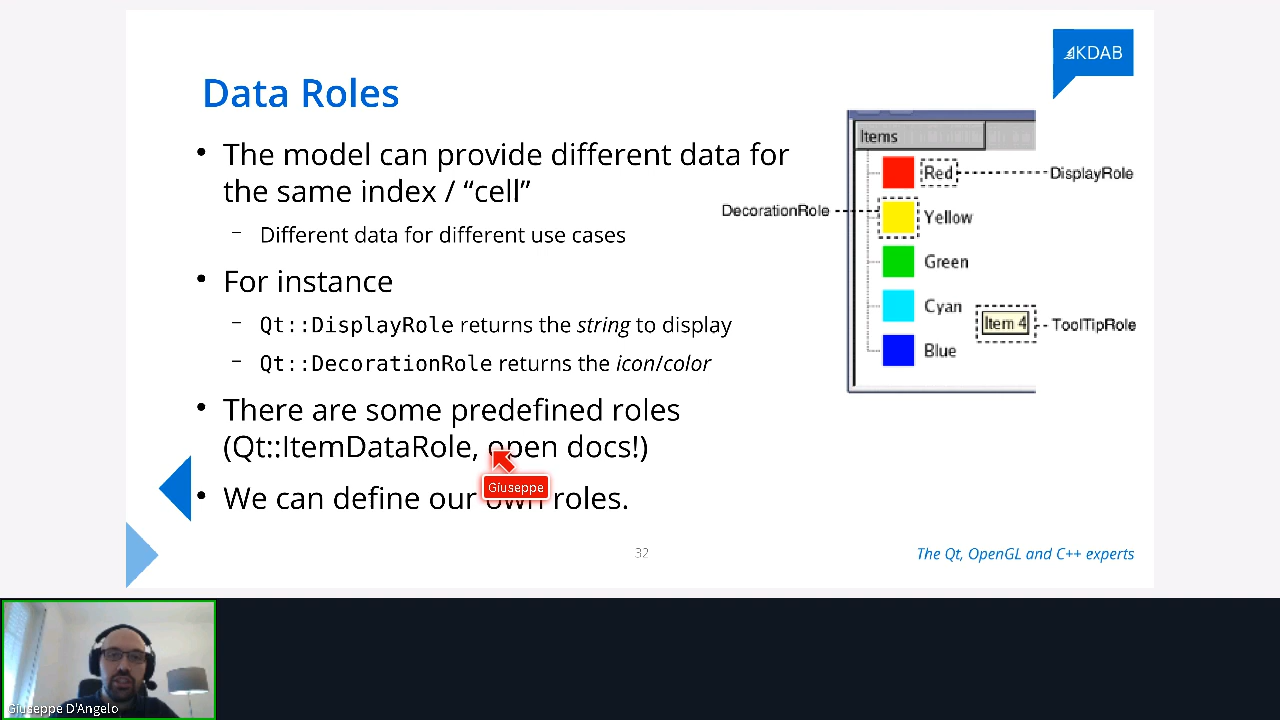 KDAB
Data Roles
• The model can provide different data for
the same index / “cell”
– Different data for different use cases
• For instance
– Qt::DisplayRole returns the string to display
– Qt::DecorationRole returns the icon/color
• There are some predefined roles
(Qt::ItemDataRole, open docs!)
• We can define our own roles.
Giuseppe
Items
Red
DisplayRole
DecorationRole
Yellow
Green
Cyan
Item 4
ToolTipRole
Blue
32
The Qt, OpenGL and C++ experts
Giuseppe D'Angelo